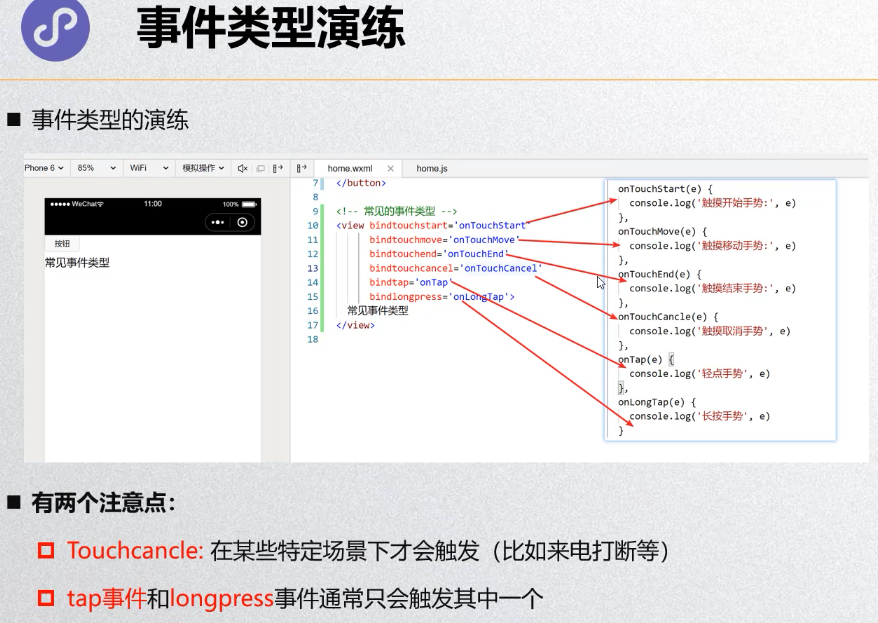 事件类型演练
事件类型的演练
Phone 6 85% WiFi 模拟操作
home.wxml home.js
WeChat 11:00 100%
按钮
常见事件类型
7 </button>
8
9 <!-- 常见的事件类型 -->
10 <view bindtouchstart='onTouchStart'
11 bindtouchmove='onTouchMove'
12 bindtouchend='onTouchEnd'
13 bindtouchcancel='onTouchCancel'
14 bindtap='onTap'
15 bindlongpress='onLongTap'>
16 常见事件类型
17 </view>
18
onTouchStart(e) {
console.log('触摸开始手势:', e)
},
onTouchMove(e) {
console.log('触摸移动手势:', e)
},
onTouchEnd(e) {
console.log('触摸结束手势:', e)
},
onTouchCancle(e) {
console.log('触摸取消手势', e)
},
onTap(e) {
console.log('轻点手势', e)
},
onLongTap(e) {
console.log('长按手势', e)
}
有两个注意点：
Touchcancle: 在某些特定场景下才会触发（比如来电打断等）
tap事件和longpress事件通常只会触发其中一个